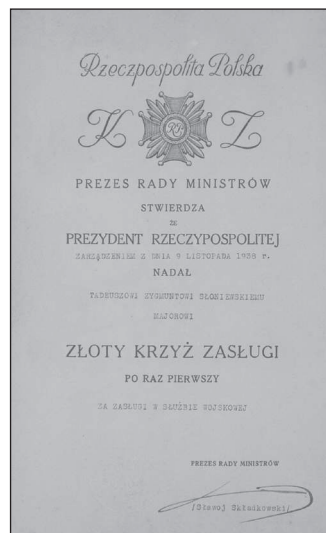 Rzeczpospolita Polska
K Z
RP
PREZES RADY MINISTRÓW
STWIERDZA
ŻE
PREZYDENT RZECZYPOSPOLITEJ
ZARZĄDZENIEM Z DNIA 9 LISTOPADA 1938 r.
NADAŁ
TADEUSZOWI ZYGMUNTOWI
MAJOROWI
ZŁOTY KRZYŻ ZASŁUGI
PO RAZ PIERWSZY
ZA ZASŁUGI W SŁUŻBIE WOJSKOWEJ
PREZES RADY MINISTRÓW
/Sławoj Składkowski/